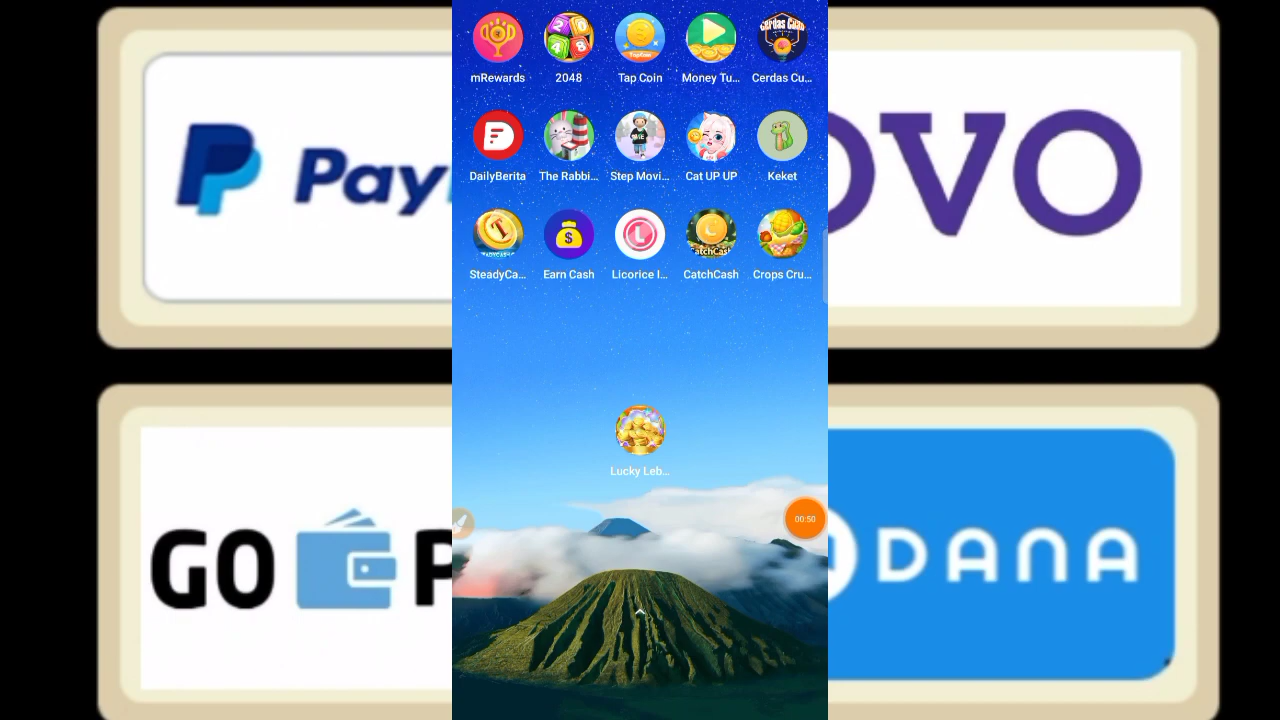 PayP
OVO
GO P
DANA
mRewards
2048
Tap Coin
Money Tu...
Cerdas Cu...
DailyBerita
The Rabbi...
Step Movi...
Cat UP UP
Keket
SteadyCa...
Earn Cash
Licorice I...
CatchCash
Crops Cru...
Lucky Leb...
00:50